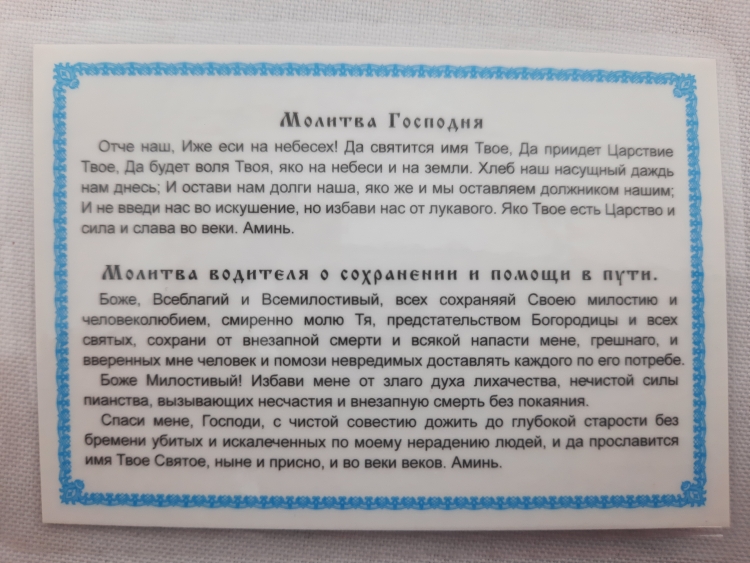 Молитва Господня
Отче наш, Иже еси на небесех! Да святится имя Твое, Да приидет Царствие
Твое, Да будет воля Твоя, яко на небеси и на земли. Хлеб наш насущный даждь
нам днесь; И остави нам долги наша, яко же и мы оставляем должником нашим;
И не введи нас во искушение, но избави нас от лукавого. Яко Твое есть Царство и
сила и слава во веки. Аминь.
Молитва водителя о сохранении и помощи в пути.
Боже, Всеблагий и Всемилостивый, всех сохраняяй Своею милостию и
человеколюбием, смиренно молю Тя, предстательством Богородицы и всех
святых, сохрани от внезапной смерти и всякой напасти мене, грешнаго, и
вверенных мне человек и помози невредимых доставлять каждого по его потребе.
Боже Милостивый! Избави мене от злаго духа лихачества, нечистой силы
пианства, вызывающих несчастия и внезапную смерть без покаяния.
Спаси мене, Господи, с чистой совестию дожить до глубокой старости без
бремени убитых и искалеченных по моему нерадению людей, и да прославится
имя Твое Святое, ныне и присно, и во веки веков. Аминь.